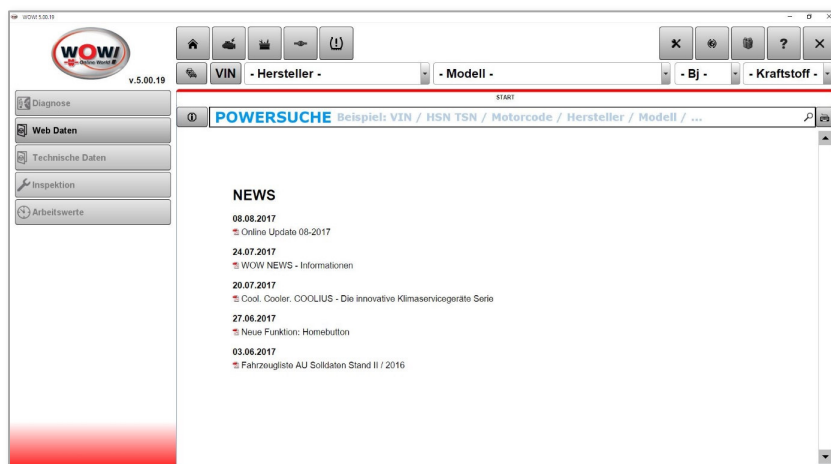 WOW! 5.00.19
WOW!
Online World
v.5.00.19
VIN
- Hersteller -
- Modell -
- Bj -
- Kraftstoff -
START
Diagnose
Web Daten
Technische Daten
Inspektion
Arbeitswerte
POWERSUCHE Beispiel: VIN / HSN TSN / Motorcode / Hersteller / Modell / ...
NEWS
08.08.2017
Online Update 08-2017
24.07.2017
WOW NEWS - Informationen
20.07.2017
Cool. Cooler. COOLIUS - Die innovative Klimaservicegeräte Serie
27.06.2017
Neue Funktion: Homebutton
03.06.2017
Fahrzeugliste AU Solldaten Stand II / 2016